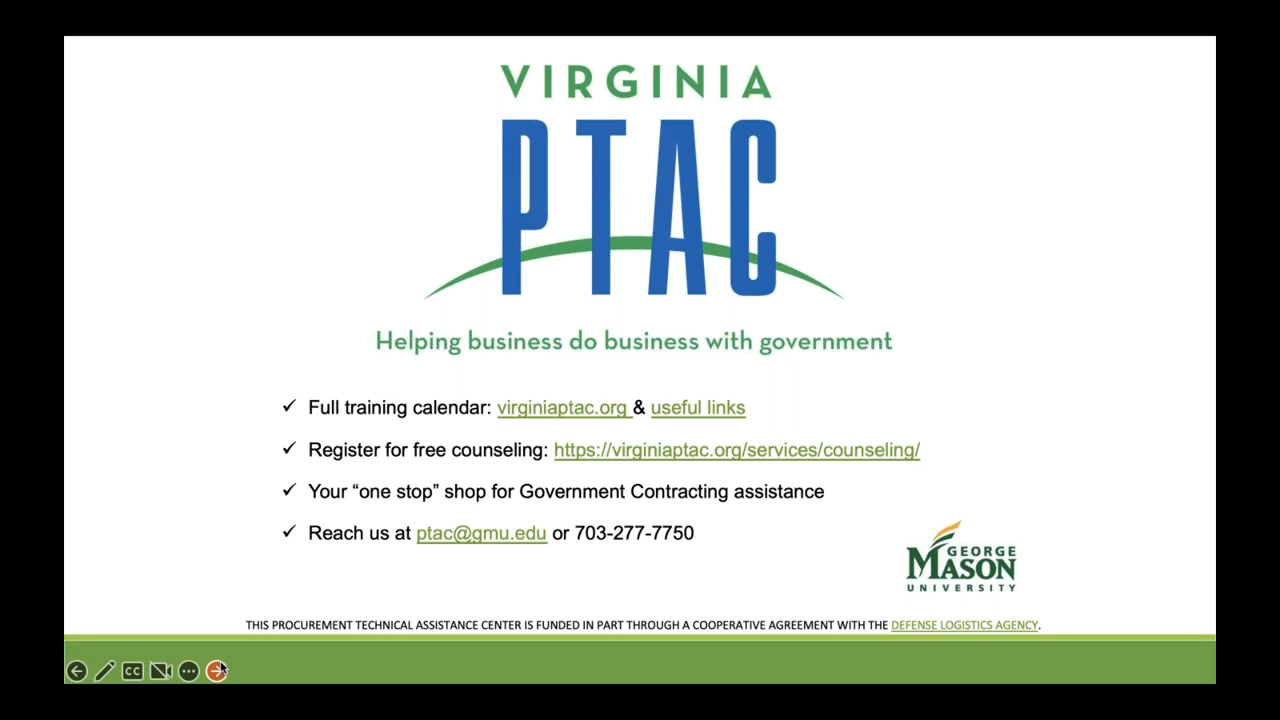 VIRGINIA
PTAC
Helping business do business with government
✓ Full training calendar: virginiaptac.org & useful links
✓ Register for free counseling: https://virginiaptac.org/services/counseling/
✓ Your “one stop” shop for Government Contracting assistance
✓ Reach us at ptac@gmu.edu or 703-277-7750
GEORGE
MASON
UNIVERSITY
THIS PROCUREMENT TECHNICAL ASSISTANCE CENTER IS FUNDED IN PART THROUGH A COOPERATIVE AGREEMENT WITH THE DEFENSE LOGISTICS AGENCY.
CC